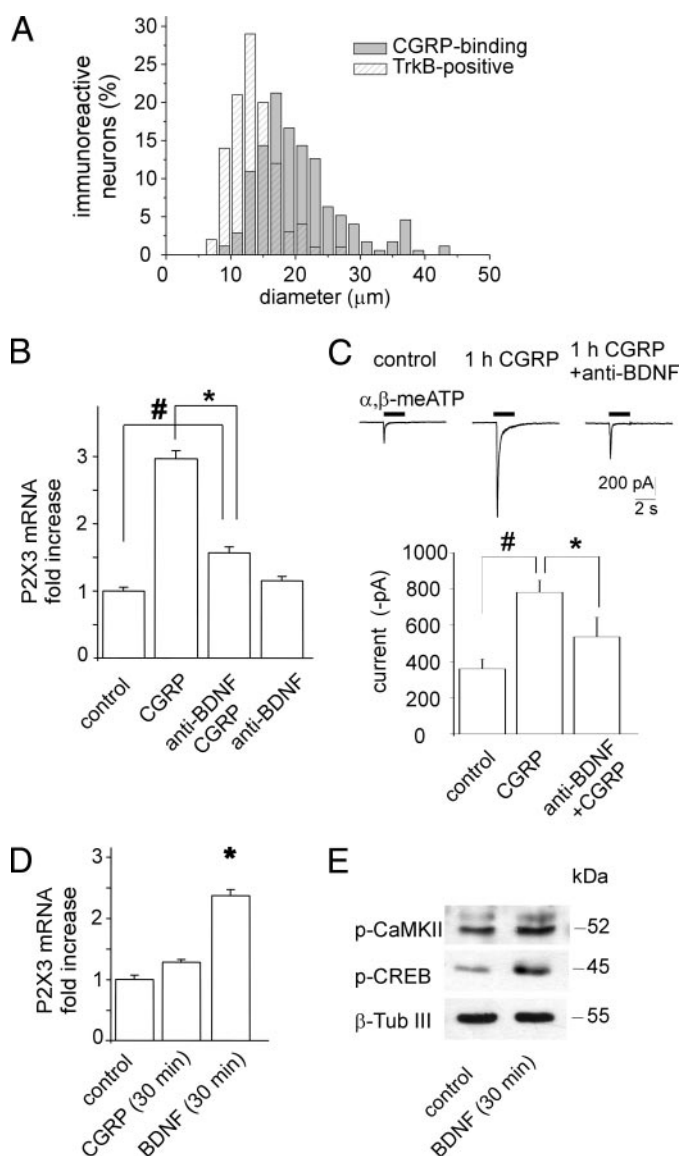 A
immunoreactive
neurons (%)
30
25
20
15
10
5
0
CGRP-binding
TrkB-positive
0 10 20 30 40 50
diameter (μm)
B
P2X3 mRNA
fold increase
3
2
1
0
# *
control
CGRP
anti-BDNF
CGRP
anti-BDNF
C
control
1 h CGRP
1 h CGRP
+anti-BDNF
α,β-meATP
200 pA
2 s
current (-pA)
1000
800
600
400
200
0
# *
control
CGRP
anti-BDNF
+CGRP
D
P2X3 mRNA
fold increase
3
2
1
0
*
control
CGRP (30 min)
BDNF (30 min)
E
kDa
p-CaMKII
–52
p-CREB
–45
β-Tub III
–55
control
BDNF (30 min)